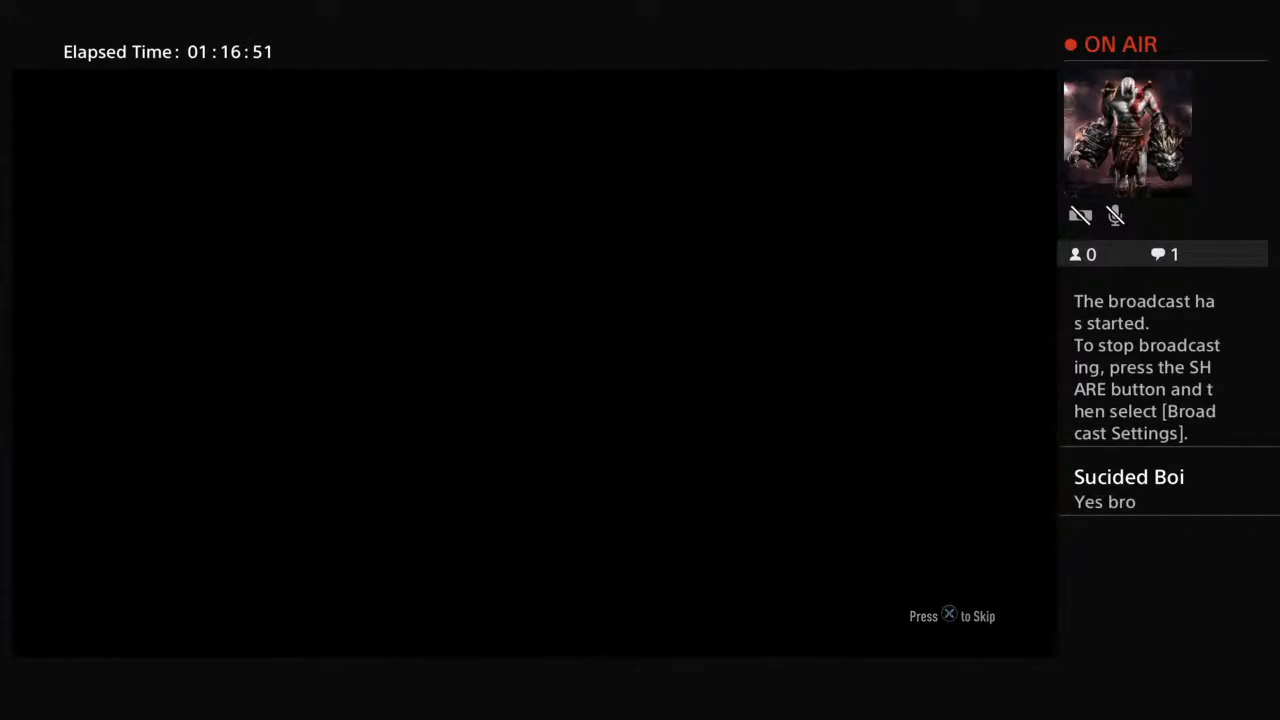 Elapsed Time: 01:16:51
ON AIR
0
1
The broadcast ha
s started.
To stop broadcast
ing, press the SH
ARE button and t
hen select [Broad
cast Settings].
Sucided Boi
Yes bro
Press to Skip